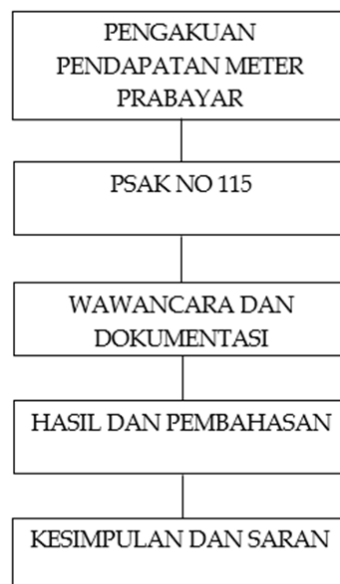 PENGAKUAN
PENDAPATAN METER
PRABAYAR
PSAK NO 115
WAWANCARA DAN
DOKUMENTASI
HASIL DAN PEMBAHASAN
KESIMPULAN DAN SARAN